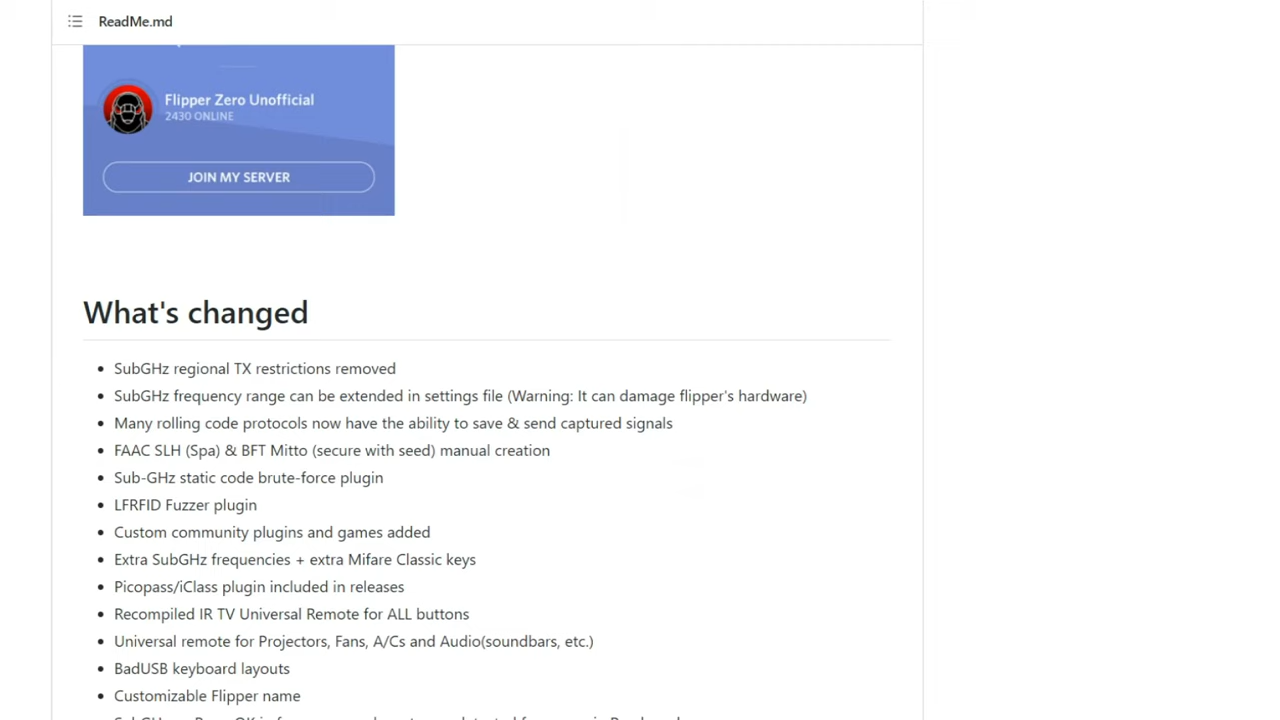 ReadMe.md
Flipper Zero Unofficial
2430 ONLINE
JOIN MY SERVER
What's changed
• SubGHz regional TX restrictions removed
• SubGHz frequency range can be extended in settings file (Warning: It can damage flipper's hardware)
• Many rolling code protocols now have the ability to save & send captured signals
• FAAC SLH (Spa) & BFT Mitto (secure with seed) manual creation
• Sub-GHz static code brute-force plugin
• LFRFID Fuzzer plugin
• Custom community plugins and games added
• Extra SubGHz frequencies + extra Mifare Classic keys
• Picopass/iClass plugin included in releases
• Recompiled IR TV Universal Remote for ALL buttons
• Universal remote for Projectors, Fans, A/Cs and Audio(soundbars, etc.)
• BadUSB keyboard layouts
• Customizable Flipper name